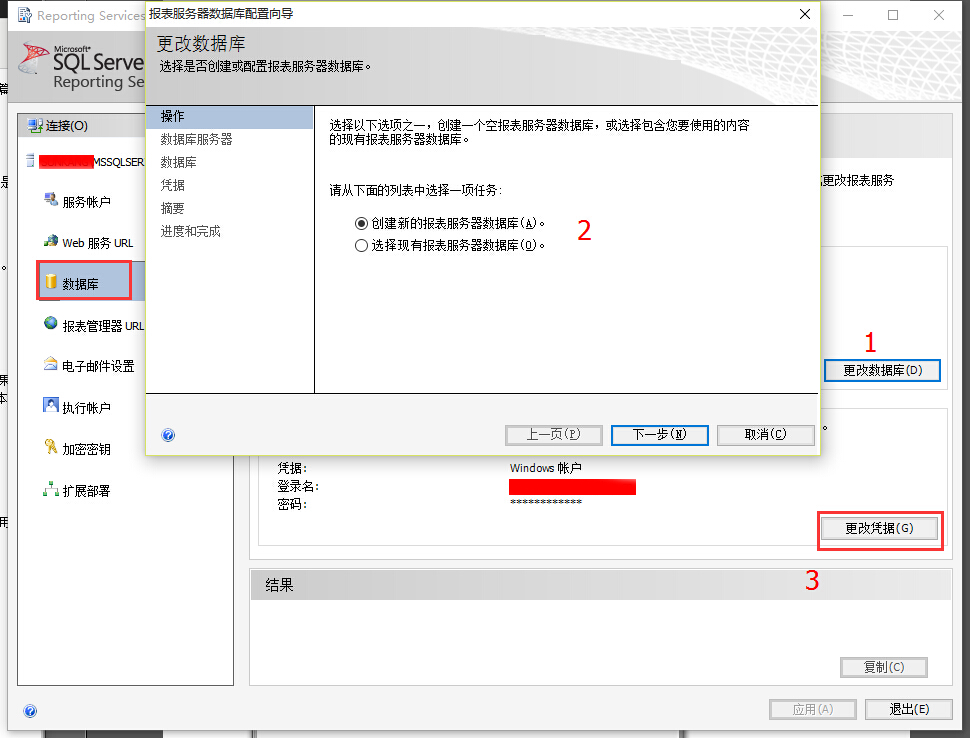 Reporting Services
报表服务器数据库配置向导
Microsoft®
SQL Serve
Reporting Se
更改数据库
选择是否创建或配置报表服务器数据库。
连接(O)
MSSQLSER
服务帐户
Web 服务 URL
数据库
报表管理器 URL
电子邮件设置
执行帐户
加密密钥
扩展部署
操作
数据库服务器
数据库
凭据
摘要
进度和完成
选择以下选项之一，创建一个空报表服务器数据库，或选择包含您要使用的内容
的现有报表服务器数据库。
请从下面的列表中选择一项任务:
创建新的报表服务器数据库(A)。
选择现有报表服务器数据库(O)。
2
上一页(P)
下一步(N)
取消(C)
更改报表服务
1
更改数据库(D)
。
凭据:
Windows 帐户
登录名:
密码:
************
更改凭据(G)
3
结果
复制(C)
应用(A)
退出(E)